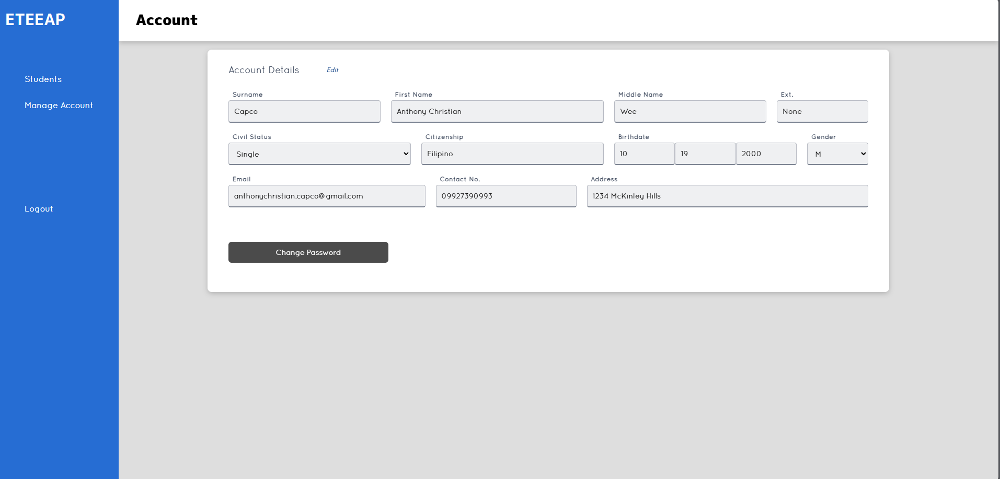 ETEEAP
Account
Students
Manage Account
Logout
Account Details Edit
Surname First Name Middle Name Ext.
Capco Anthony Christian Wee None
Civil Status Citizenship Birthdate Gender
Single Filipino 10 19 2000 M
Email Contact No. Address
anthonychristian.capco@gmail.com 09927390993 1234 McKinley Hills
Change Password